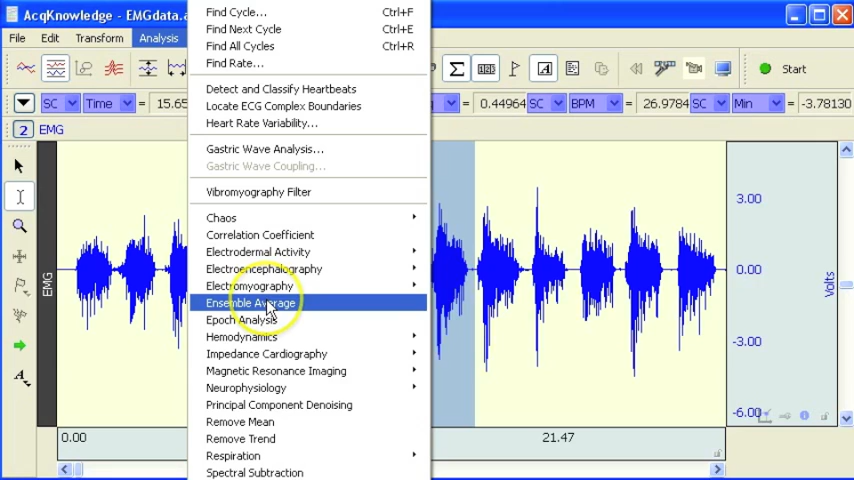 AcqKnowledge - EMGdata.a
File Edit Transform Analysis
Find Cycle... Ctrl+F
Find Next Cycle Ctrl+E
Find All Cycles Ctrl+R
Find Rate...
Detect and Classify Heartbeats
Locate ECG Complex Boundaries
Heart Rate Variability...
Gastric Wave Analysis...
Gastric Wave Coupling...
Vibromyography Filter
Chaos
Correlation Coefficient
Electrodermal Activity
Electroencephalography
Electromyography
Ensemble Average
Epoch Analysis
Hemodynamics
Impedance Cardiography
Magnetic Resonance Imaging
Neurophysiology
Principal Component Denoising
Remove Mean
Remove Trend
Respiration
Spectral Subtraction
Start
SC Time = 15.65
= 0.44964 SC BPM = 26.9784 SC Min = -3.78130
2 EMG
EMG
3.00
0.00
-3.00
-6.00
Volts
0.00 21.47